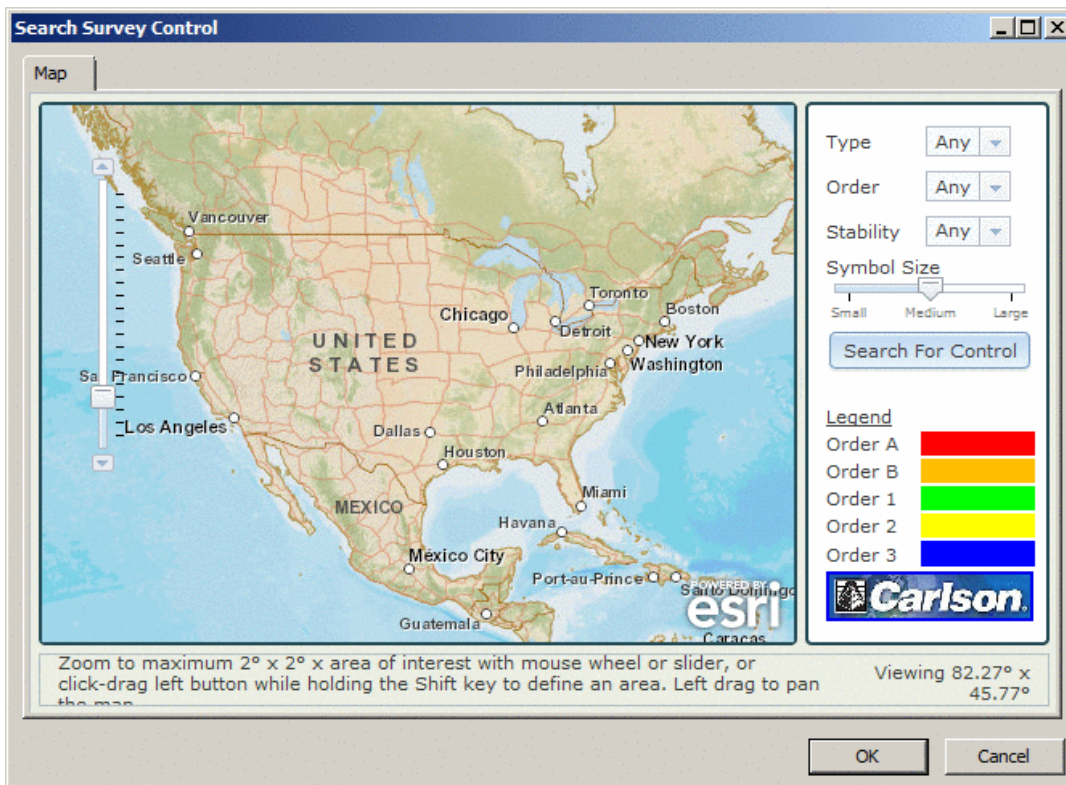 Search Survey Control
Map
Vancouver
Seattle
Toronto
Boston
Chicago
Detroit
New York
UNITED
STATES
Philadelphia
Washington
San Francisco
Atlanta
Los Angeles
Dallas
Houston
Miami
MEXICO
Havana
México City
Port-au-Prince
Santo Domingo
POWERED BY
esri
Guatemala
Caracas
Type Any
Order Any
Stability Any
Symbol Size
Small Medium Large
Search For Control
Legend
Order A
Order B
Order 1
Order 2
Order 3
Carlson
Zoom to maximum 2° x 2° x area of interest with mouse wheel or slider, or
click-drag left button while holding the Shift key to define an area. Left drag to pan
the map
Viewing 82.27° x
45.77°
OK Cancel